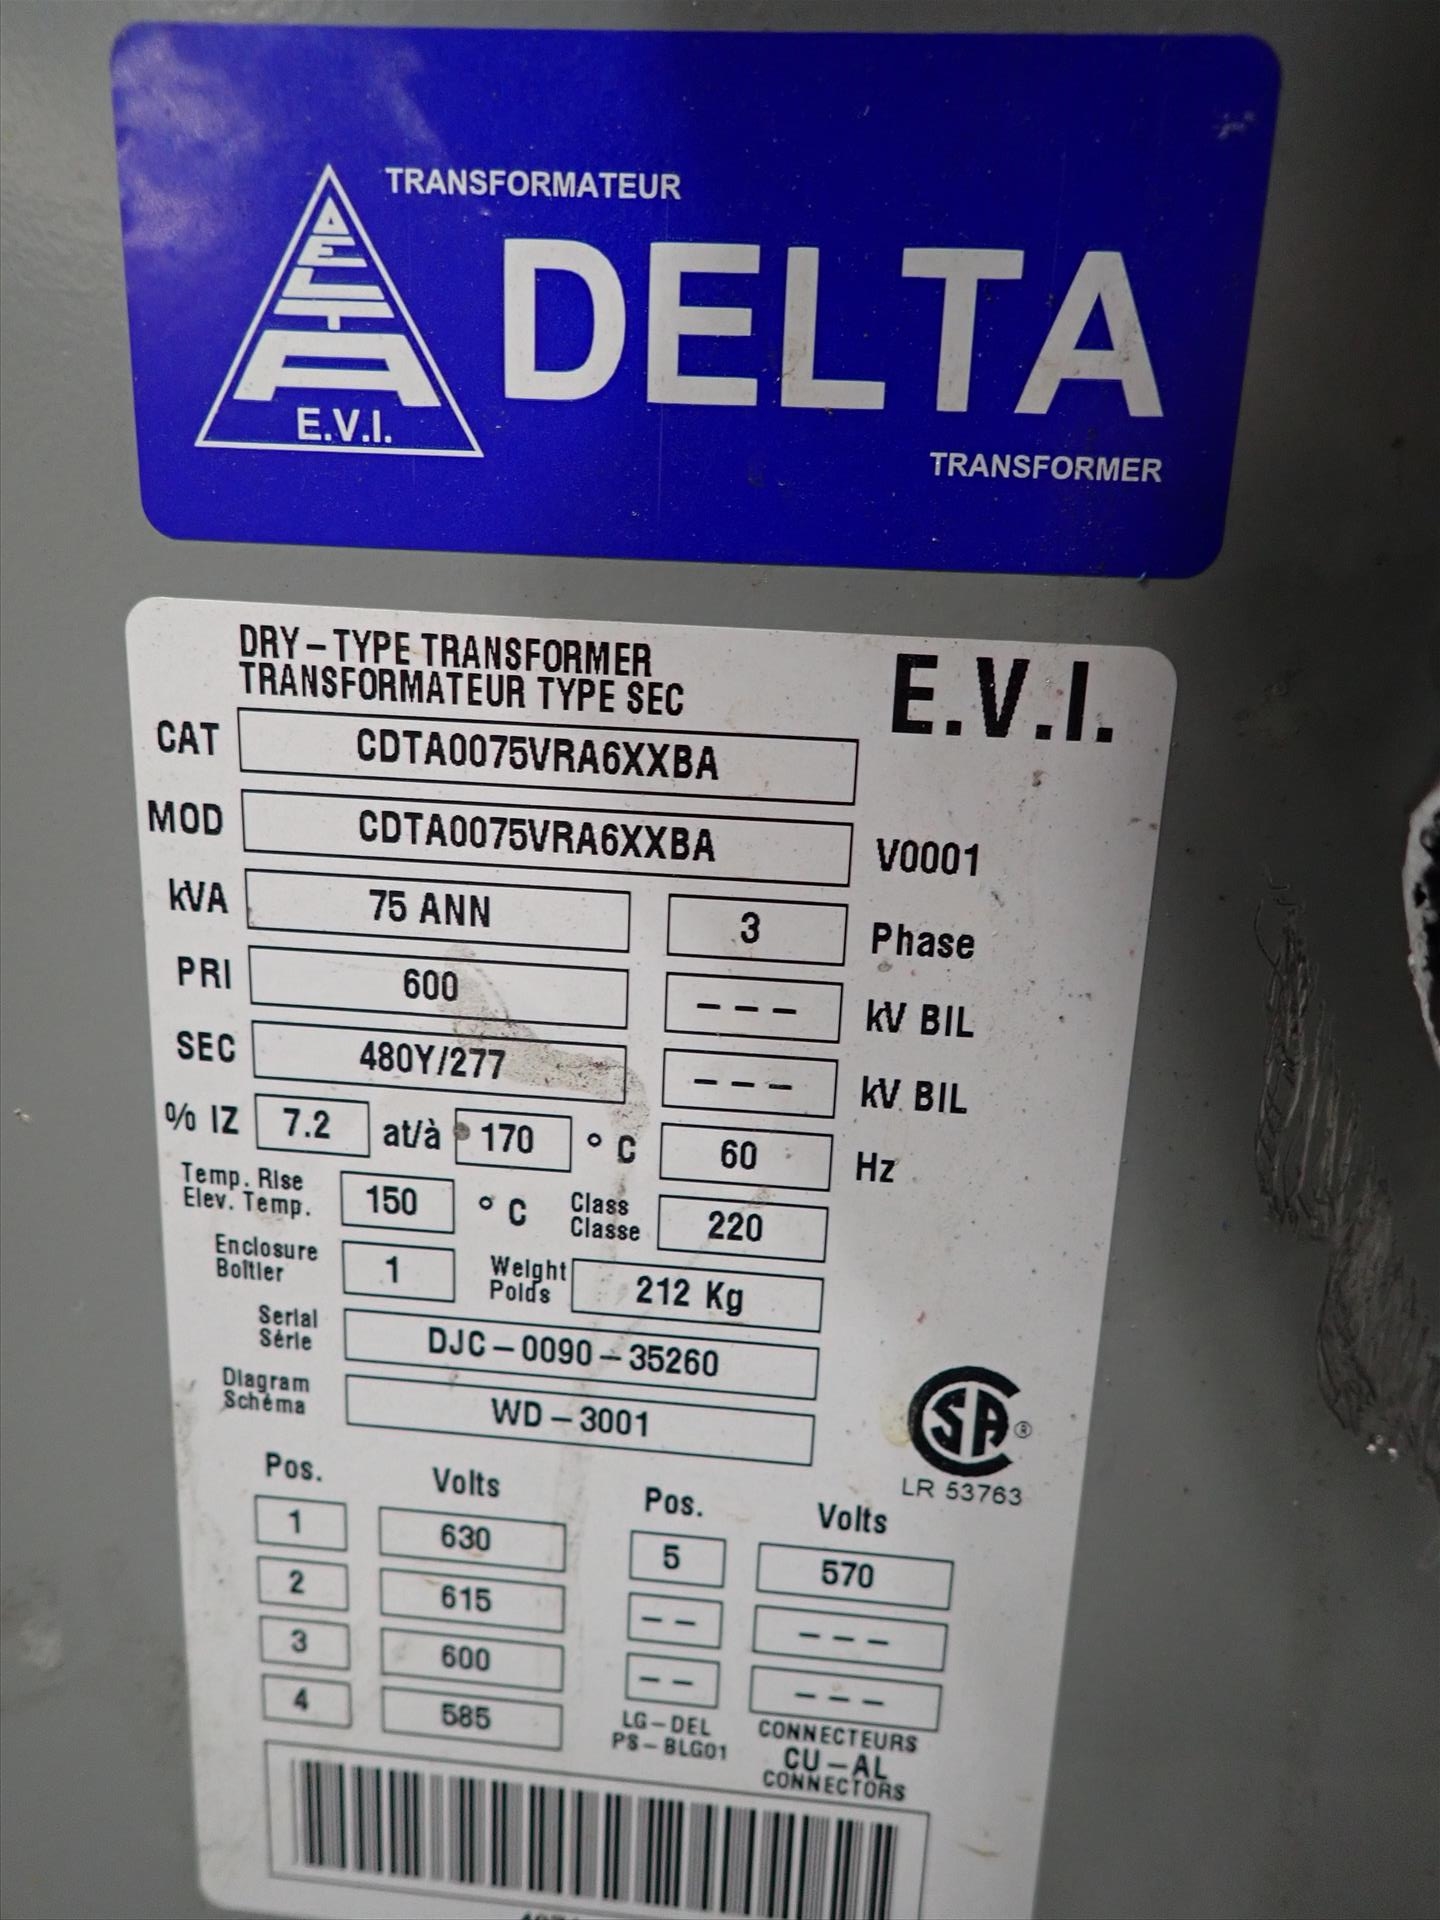 TRANSFORMATEUR
DELTA
E.V.I.
DELTA
TRANSFORMER
DRY-TYPE TRANSFORMER
TRANSFORMATEUR TYPE SEC
E.V.I.
CAT CDTA0075VRA6XXBA
MOD CDTA0075VRA6XXBA V0001
kVA 75 ANN 3 Phase
PRI 600 --- kV BIL
SEC 480Y/277 --- kV BIL
% IZ 7.2 at/à 170 °C 60 Hz
Temp. Rise
Elev. Temp. 150 °C
Class
Classe 220
Enclosure
Boîtier 1
Weight
Poids 212 Kg
Serial
Série DJC-0090-35260
Diagram
Schéma WD-3001
CSA ®
LR 53763
Pos. Volts Pos. Volts
1 630 5 570
2 615 -- ---
3 600 -- ---
4 585
LG-DEL
PS-BLG01
CONNECTEURS
CU-AL
CONNECTORS